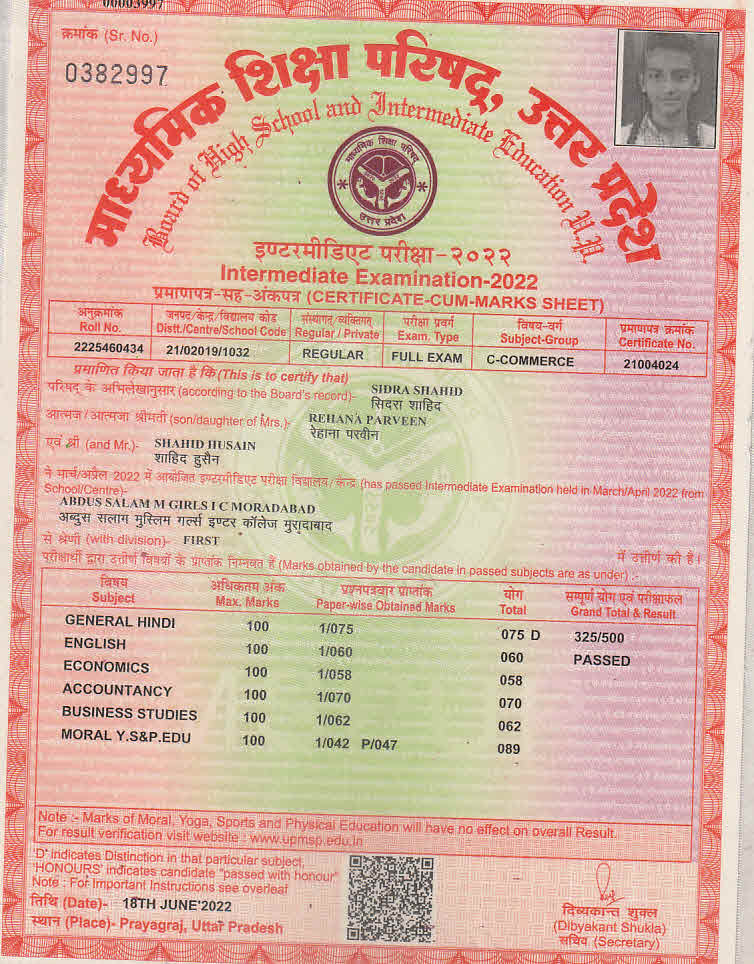 00003997
क्रमांक (Sr. No.)
0382997
माध्यमिक शिक्षा परिषद्, उत्तर प्रदेश
Board of High School and Intermediate Education U.P.
माध्यमिक शिक्षा परिषद
उत्तर प्रदेश
इण्टरमीडिएट परीक्षा-२०२२
Intermediate Examination-2022
प्रमाणपत्र-सह-अंकपत्र (CERTIFICATE-CUM-MARKS SHEET)
अनुक्रमांक जनपद/केन्द्र/विद्यालय कोड संस्थागत/व्यक्तिगत परीक्षा प्रवर्ग विषय-वर्ग प्रमाणपत्र क्रमांक
Roll No. Distt./Centre/School Code Regular / Private Exam. Type Subject-Group Certificate No.
2225460434 21/02019/1032 REGULAR FULL EXAM C-COMMERCE 21004024
प्रमाणित किया जाता है कि (This is to certify that)
परिषद् के अभिलेखानुसार (according to the Board's record)- SIDRA SHAHID
सिदरा शाहिद
आत्मज / आत्मजा श्रीमती (son/daughter of Mrs.)- REHANA PARVEEN
रेहाना परवीन
एवं श्री (and Mr.)- SHAHID HUSAIN
शाहिद हुसैन
ने मार्च/अप्रैल 2022 में आयोजित इण्टरमीडिएट परीक्षा विद्यालय/ केन्द्र (has passed Intermediate Examination held in March/April 2022 from
School/Centre)-
ABDUS SALAM M GIRLS I C MORADABAD
अब्दुस सलाग मुस्लिम गर्ल्स इण्टर कॉलेज मुरादाबाद
से श्रेणी (with division)- FIRST में उत्तीर्ण की है।
परीक्षार्थी द्वारा उत्तीर्ण विषयों के प्राप्तांक निम्नवत हैं (Marks obtained by the candidate in passed subjects are as under) :-
विषय अधिकतम अंक प्रश्नपत्रवार प्राप्तांक योग सम्पूर्ण योग एवं परीक्षाफल
Subject Max. Marks Paper-wise Obtained Marks Total Grand Total & Result
GENERAL HINDI 100 1/075 075 D 325/500
ENGLISH 100 1/060 060 PASSED
ECONOMICS 100 1/058 058
ACCOUNTANCY 100 1/070 070
BUSINESS STUDIES 100 1/062 062
MORAL Y.S&P.EDU 100 1/042 P/047 089
Note :- Marks of Moral, Yoga, Sports and Physical Education will have no effect on overall Result.
For result verification visit website : www.upmsp.edu.in
'D' indicates Distinction in that particular subject,
'HONOURS' indicates candidate "passed with honour"
Note : For Important Instructions see overleaf
तिथि (Date)- 18TH JUNE'2022
स्थान (Place)- Prayagraj, Uttar Pradesh
दिव्यकान्त शुक्ल
(Dibyakant Shukla)
सचिव (Secretary)